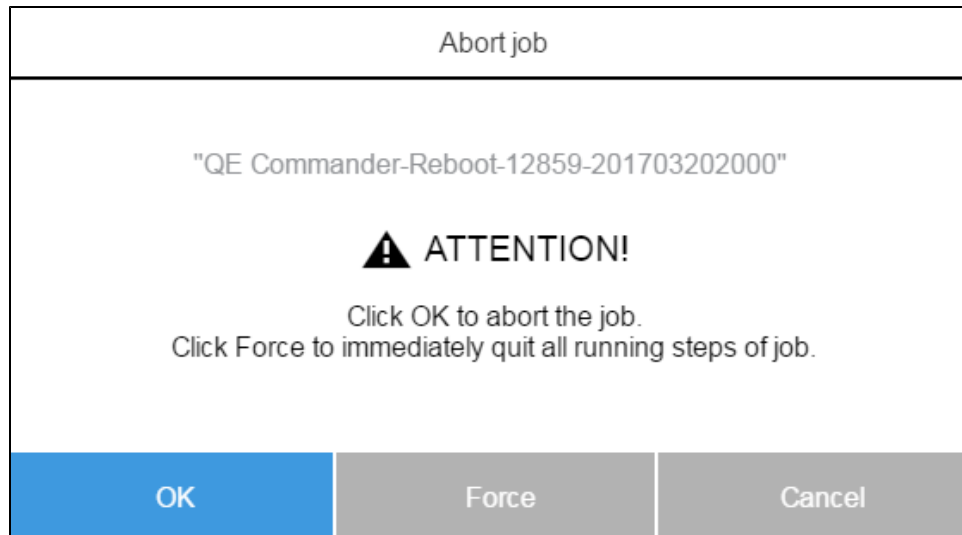 Abort job
"QE Commander-Reboot-12859-201703202000"
ATTENTION!
Click OK to abort the job.
Click Force to immediately quit all running steps of job.
OK
Force
Cancel